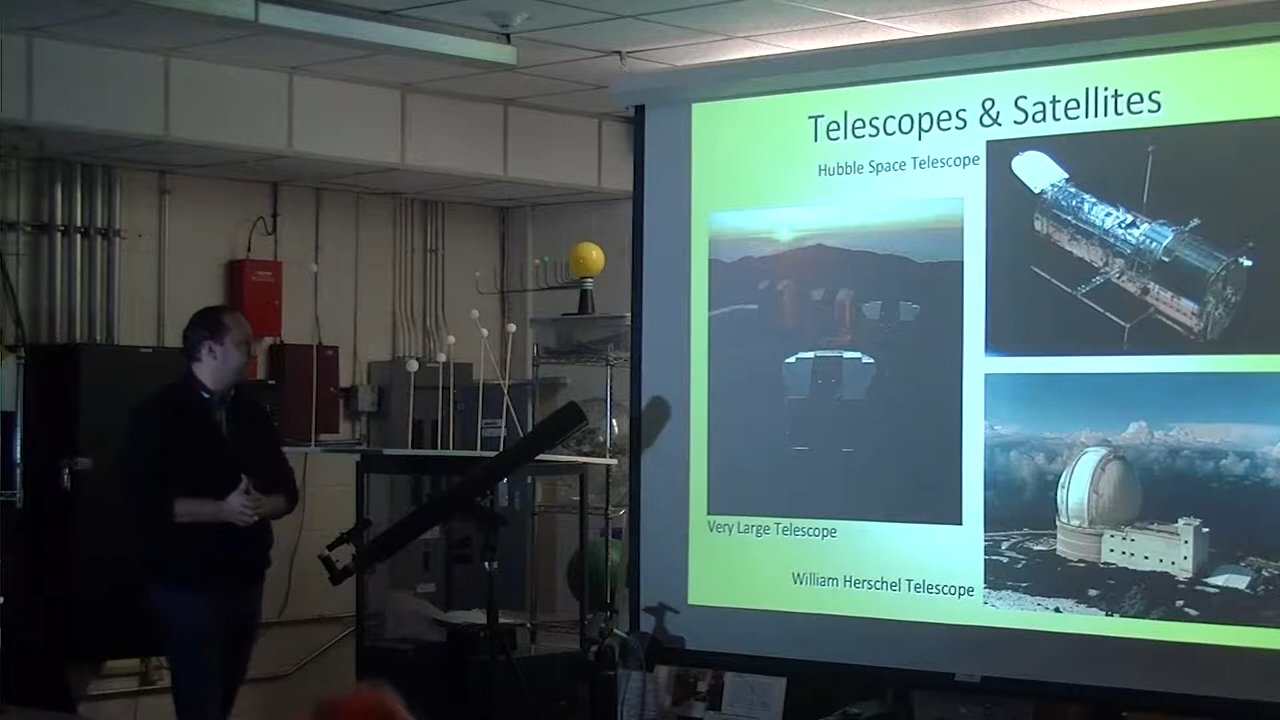 Telescopes & Satellites
Hubble Space Telescope
Very Large Telescope
William Herschel Telescope